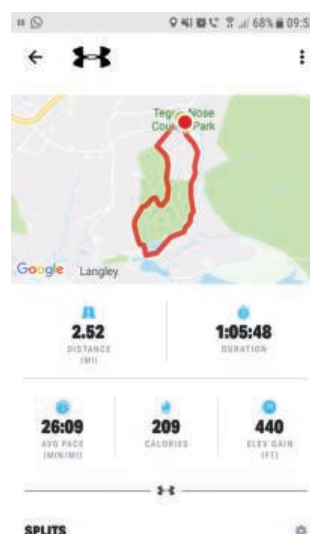 68% 09:5
Tegg's Nose
Country Park
Google Langley
2.52
DISTANCE
(MI)
1:05:48
DURATION
26:09
AVG PACE
(MIN/MI)
209
CALORIES
440
ELEV GAIN
(FT)
SPLITS